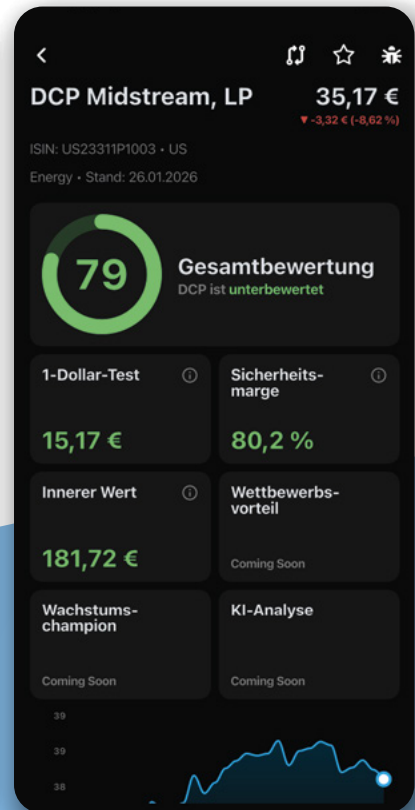 DCP Midstream, LP
35,17 €
▼ -3,32 € (-8,62 %)
ISIN: US23311P1003 • US
Energy • Stand: 26.01.2026
79
Gesamtbewertung
DCP ist unterbewertet
1-Dollar-Test
15,17 €
Sicherheits-
marge
80,2 %
Innerer Wert
181,72 €
Wettbewerbs-
vorteil
Coming Soon
Wachstums-
champion
Coming Soon
KI-Analyse
Coming Soon
39
39
38